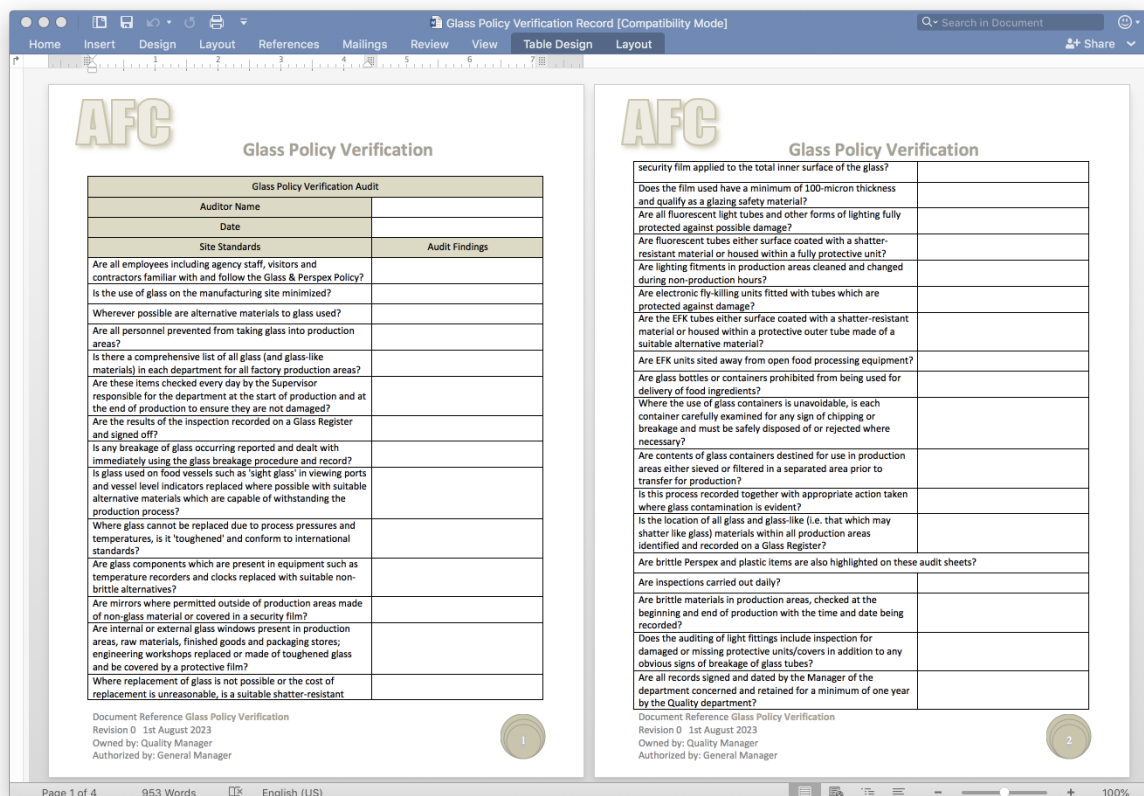 Glass Policy Verification Record [Compatibility Mode]
Search in Document
Home Insert Design Layout References Mailings Review View Table Design Layout Share
1 2 3 4 5 6 7
AFC
Glass Policy Verification
Glass Policy Verification Audit
Auditor Name
Date
Site Standards Audit Findings
Are all employees including agency staff, visitors and
contractors familiar with and follow the Glass & Perspex Policy?
Is the use of glass on the manufacturing site minimized?
Wherever possible are alternative materials to glass used?
Are all personnel prevented from taking glass into production
areas?
Is there a comprehensive list of all glass (and glass-like
materials) in each department for all factory production areas?
Are these items checked every day by the Supervisor
responsible for the department at the start of production and at
the end of production to ensure they are not damaged?
Are the results of the inspection recorded on a Glass Register
and signed off?
Is any breakage of glass occurring reported and dealt with
immediately using the glass breakage procedure and record?
Is glass used on food vessels such as 'sight glass' in viewing ports
and vessel level indicators replaced where possible with suitable
alternative materials which are capable of withstanding the
production process?
Where glass cannot be replaced due to process pressures and
temperatures, is it 'toughened' and conform to international
standards?
Are glass components which are present in equipment such as
temperature recorders and clocks replaced with suitable non-
brittle alternatives?
Are mirrors where permitted outside of production areas made
of non-glass material or covered in a security film?
Are internal or external glass windows present in production
areas, raw materials, finished goods and packaging stores;
engineering workshops replaced or made of toughened glass
and be covered by a protective film?
Where replacement of glass is not possible or the cost of
replacement is unreasonable, is a suitable shatter-resistant
Document Reference Glass Policy Verification
Revision 0 1st August 2023
Owned by: Quality Manager
Authorized by: General Manager
1
AFC
Glass Policy Verification
security film applied to the total inner surface of the glass?
Does the film used have a minimum of 100-micron thickness
and qualify as a glazing safety material?
Are all fluorescent light tubes and other forms of lighting fully
protected against possible damage?
Are fluorescent tubes either surface coated with a shatter-
resistant material or housed within a fully protective unit?
Are lighting fitments in production areas cleaned and changed
during non-production hours?
Are electronic fly-killing units fitted with tubes which are
protected against damage?
Are the EFK tubes either surface coated with a shatter-resistant
material or housed within a protective outer tube made of a
suitable alternative material?
Are EFK units sited away from open food processing equipment?
Are glass bottles or containers prohibited from being used for
delivery of food ingredients?
Where the use of glass containers is unavoidable, is each
container carefully examined for any sign of chipping or
breakage and must be safely disposed of or rejected where
necessary?
Are contents of glass containers destined for use in production
areas either sieved or filtered in a separated area prior to
transfer for production?
Is this process recorded together with appropriate action taken
where glass contamination is evident?
Is the location of all glass and glass-like (i.e. that which may
shatter like glass) materials within all production areas
identified and recorded on a Glass Register?
Are brittle Perspex and plastic items are also highlighted on these audit sheets?
Are inspections carried out daily?
Are brittle materials in production areas, checked at the
beginning and end of production with the time and date being
recorded?
Does the auditing of light fittings include inspection for
damaged or missing protective units/covers in addition to any
obvious signs of breakage of glass tubes?
Are all records signed and dated by the Manager of the
department concerned and retained for a minimum of one year
by the Quality department?
Document Reference Glass Policy Verification
Revision 0 1st August 2023
Owned by: Quality Manager
Authorized by: General Manager
2
Page 1 of 4 953 Words English (US) 100%